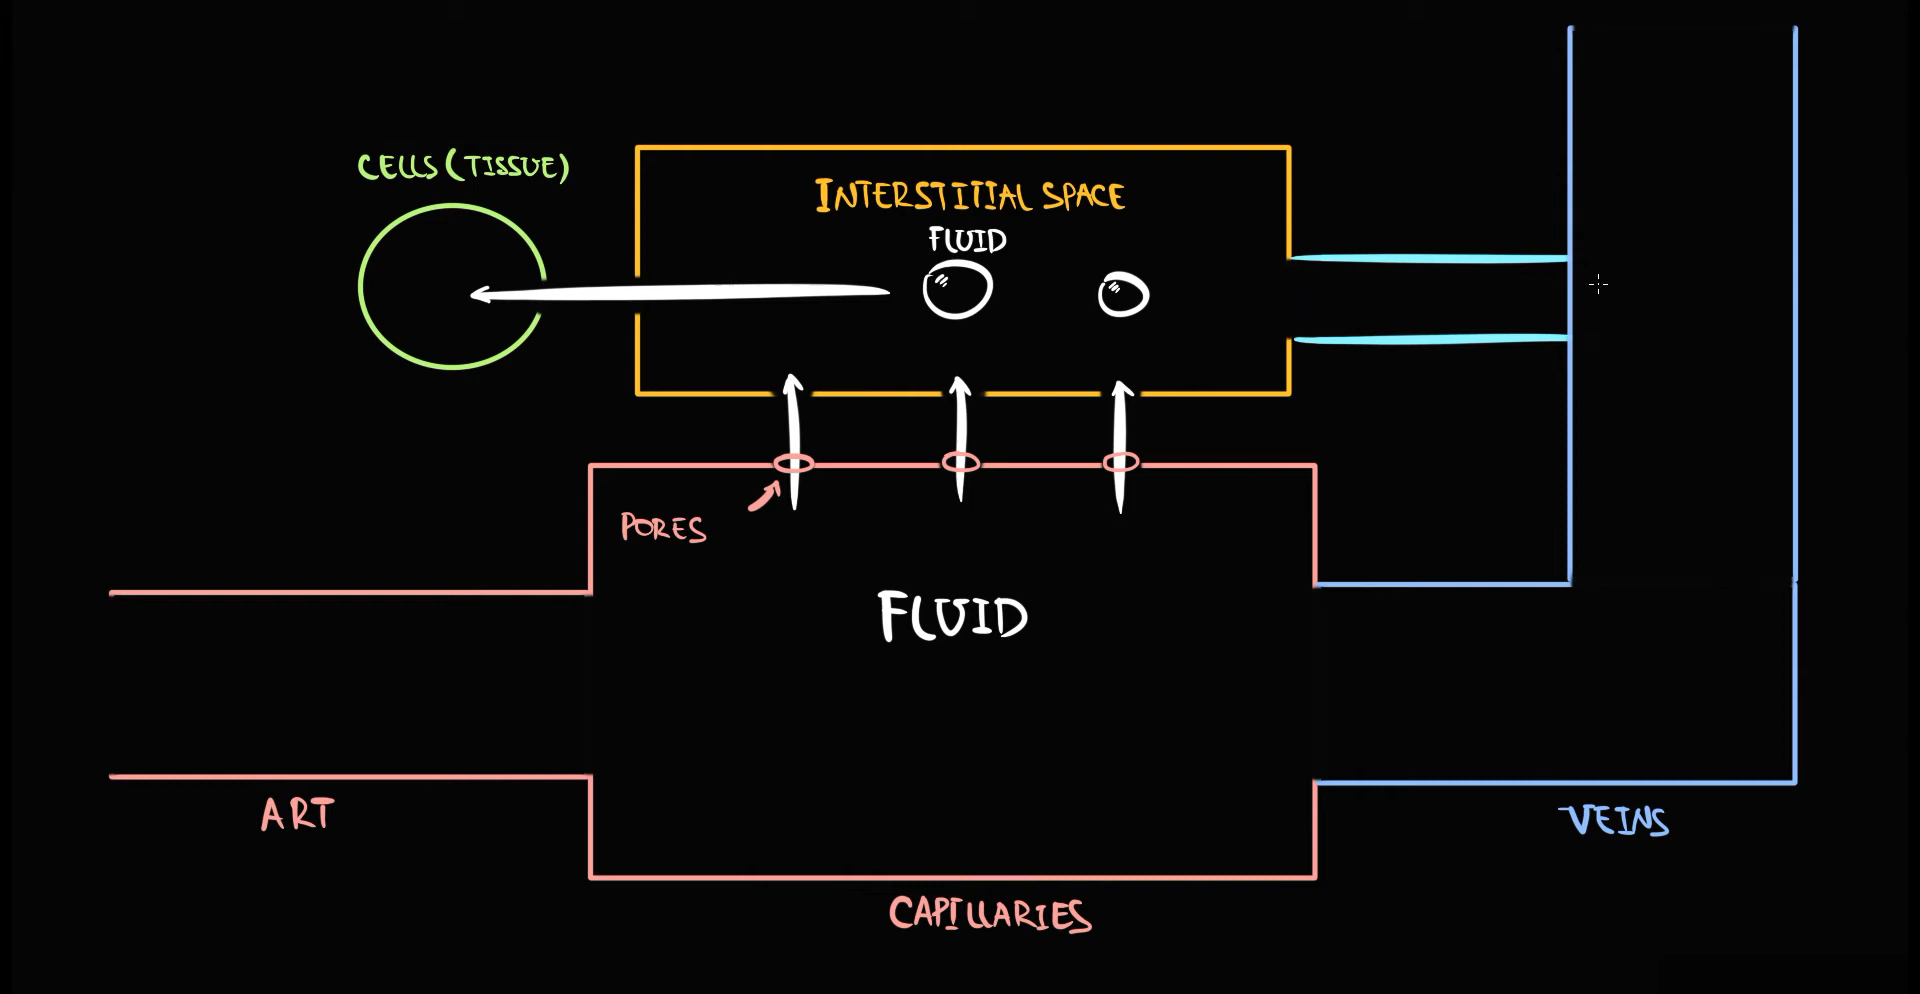 CELLS (TISSUE)
INTERSTITIAL SPACE
FLUID
PORES
FLUID
ART
VEINS
CAPILLARIES